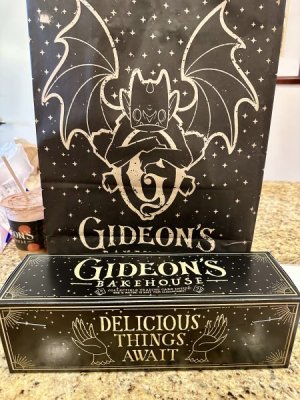 G
GIDEON'S
GIDEON'S
BAKEHOUSE
DELICIOUS
THINGS
AWAIT